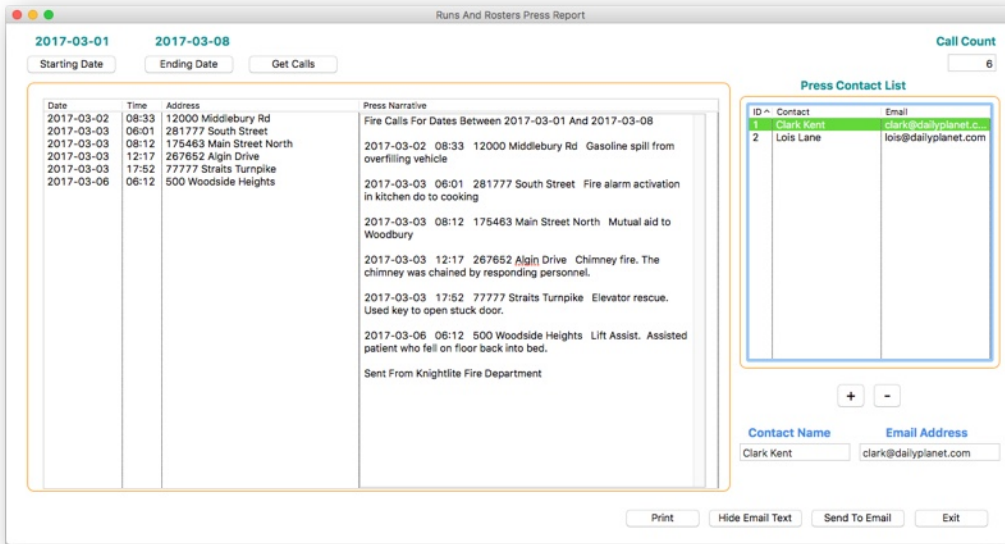 Runs And Rosters Press Report
2017-03-01
2017-03-08
Call Count
Starting Date
Ending Date
Get Calls
6
Press Contact List
Date
Time
Address
Press Narrative
2017-03-02 08:33 12000 Middlebury Rd
2017-03-03 06:01 281777 South Street
2017-03-03 08:12 175463 Main Street North
2017-03-03 12:17 267652 Algin Drive
2017-03-03 17:52 77777 Straits Turnpike
2017-03-06 06:12 500 Woodside Heights
Fire Calls For Dates Between 2017-03-01 And 2017-03-08
2017-03-02 08:33 12000 Middlebury Rd Gasoline spill from
overfilling vehicle
2017-03-03 06:01 281777 South Street Fire alarm activation
in kitchen do to cooking
2017-03-03 08:12 175463 Main Street North Mutual aid to
Woodbury
2017-03-03 12:17 267652 Algin Drive Chimney fire. The
chimney was chained by responding personnel.
2017-03-03 17:52 77777 Straits Turnpike Elevator rescue.
Used key to open stuck door.
2017-03-06 06:12 500 Woodside Heights Lift Assist. Assisted
patient who fell on floor back into bed.
Sent From Knightlite Fire Department
ID ^ Contact Email
1 Clark Kent clark@dailyplanet.c...
2 Lois Lane lois@dailyplanet.com
+
-
Contact Name
Email Address
Clark Kent
clark@dailyplanet.com
Print
Hide Email Text
Send To Email
Exit